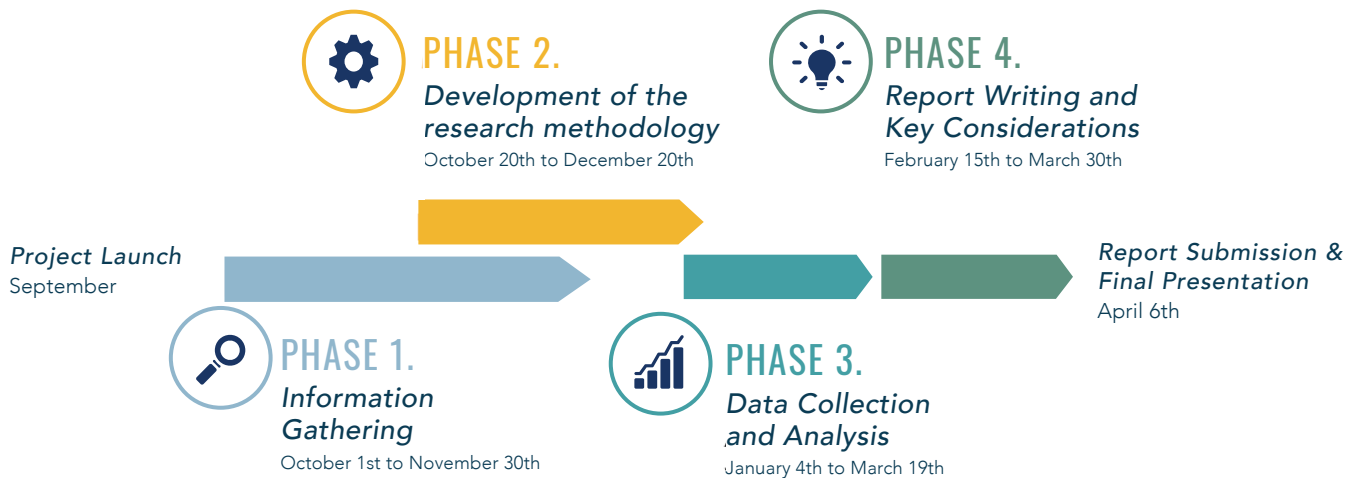 PHASE 2.
Development of the
research methodology
October 20th to December 20th
PHASE 4.
Report Writing and
Key Considerations
February 15th to March 30th
Project Launch
September
Report Submission &
Final Presentation
April 6th
PHASE 1.
Information
Gathering
October 1st to November 30th
PHASE 3.
Data Collection
and Analysis
January 4th to March 19th